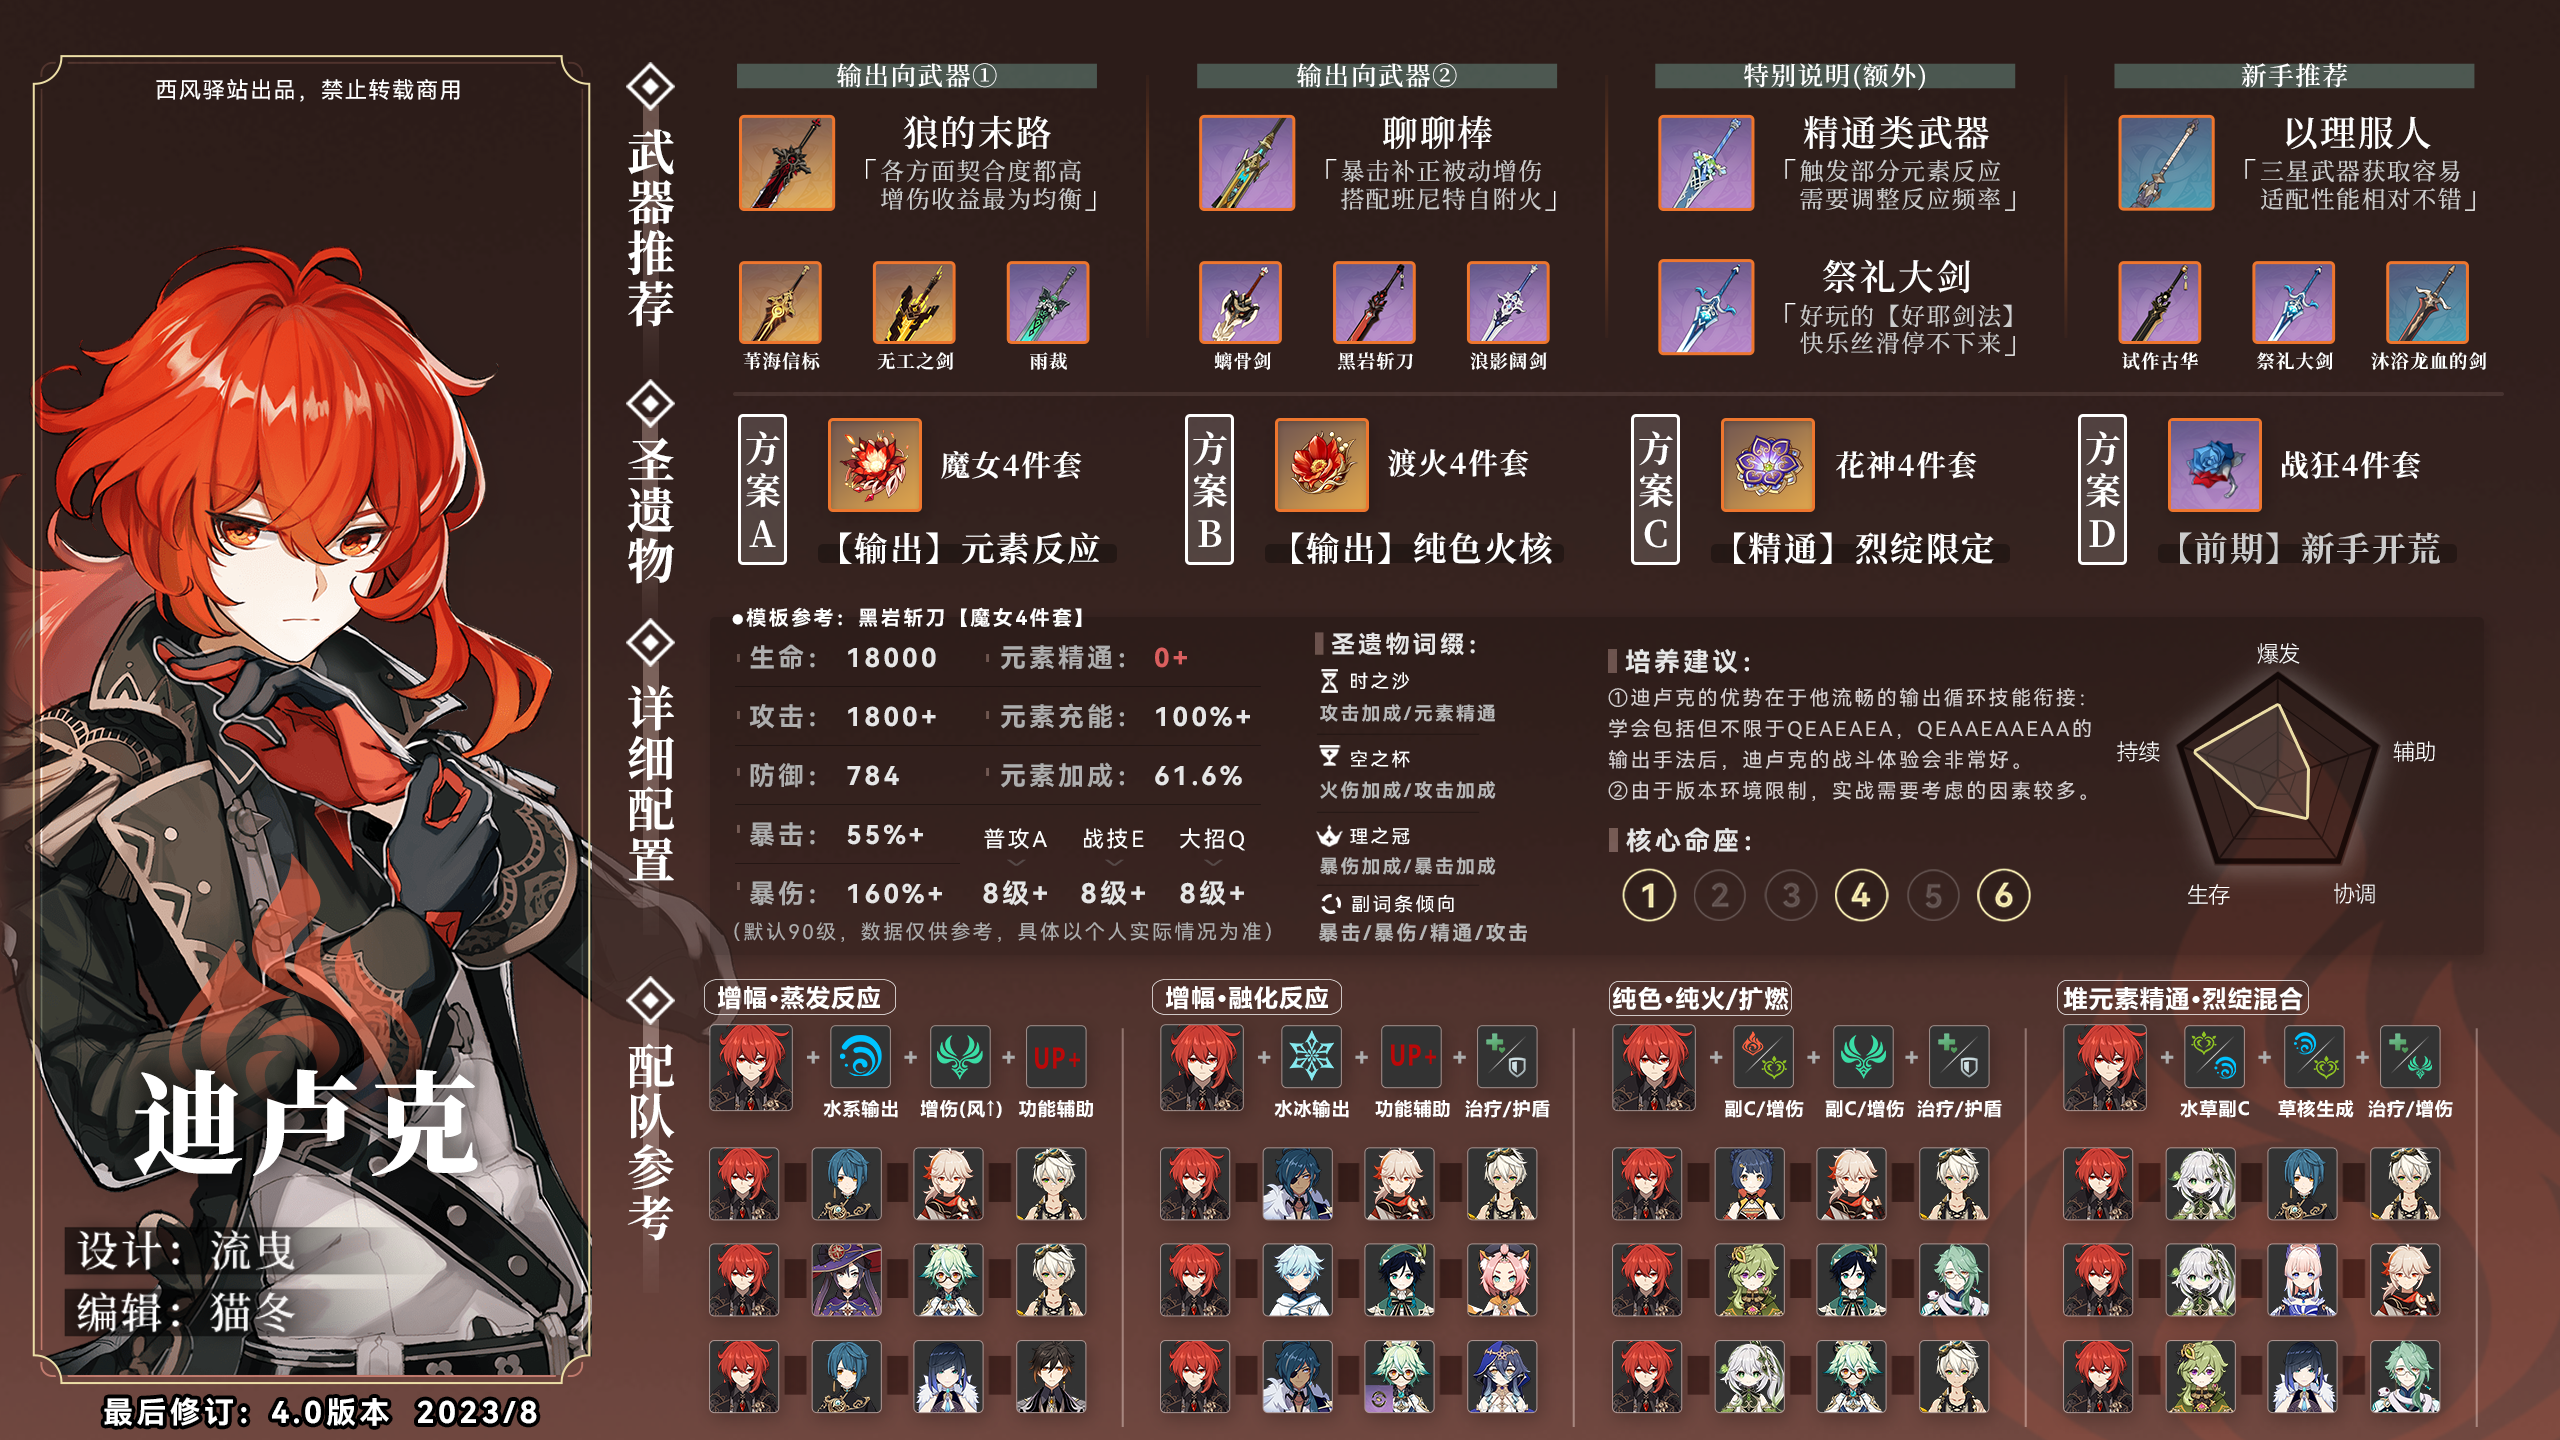 西风驿站出品，禁止转载商用
迪卢克
设计：流曳
编辑：猫冬
最后修订：4.0版本 2023/8
武器推荐
输出向武器①
狼的末路
「各方面契合度都高
增伤收益最为均衡」
苇海信标
无工之剑
雨裁
输出向武器②
聊聊棒
「暴击补正被动增伤
搭配班尼特自附火」
螭骨剑
黑岩斩刀
浪影阔剑
特别说明(额外)
精通类武器
「触发部分元素反应
需要调整反应频率」
祭礼大剑
「好玩的【好耶剑法】
快乐丝滑停不下来」
新手推荐
以理服人
「三星武器获取容易
适配性能相对不错」
试作古华
祭礼大剑
沐浴龙血的剑
圣遗物
方案A
魔女4件套
【输出】元素反应
方案B
渡火4件套
【输出】纯色火核
方案C
花神4件套
【精通】烈绽限定
方案D
战狂4件套
【前期】新手开荒
详细配置
●模板参考：黑岩斩刀【魔女4件套】
生命：18000
元素精通：0+
攻击：1800+
元素充能：100%+
防御：784
元素加成：61.6%
暴击：55%+
普攻A 战技E 大招Q
暴伤：160%+
8级+ 8级+ 8级+
(默认90级，数据仅供参考，具体以个人实际情况为准)
圣遗物词缀：
时之沙
攻击加成/元素精通
空之杯
火伤加成/攻击加成
理之冠
暴伤加成/暴击加成
副词条倾向
暴击/暴伤/精通/攻击
培养建议：
①迪卢克的优势在于他流畅的输出循环技能衔接：
学会包括但不限于QEAEAEA，QEAAEAAEAA的
输出手法后，迪卢克的战斗体验会非常好。
②由于版本环境限制，实战需要考虑的因素较多。
核心命座：
1 2 3 4 5 6
爆发
持续
辅助
生存
协调
配队参考
增幅·蒸发反应
+ + + UP+
水系输出 增伤(风↑) 功能辅助
增幅·融化反应
+ + UP+ +
水冰输出 功能辅助 治疗/护盾
纯色·纯火/扩燃
+ + +
副C/增伤 副C/增伤 治疗/护盾
堆元素精通·烈绽混合
+ + +
水草副C 草核生成 治疗/增伤